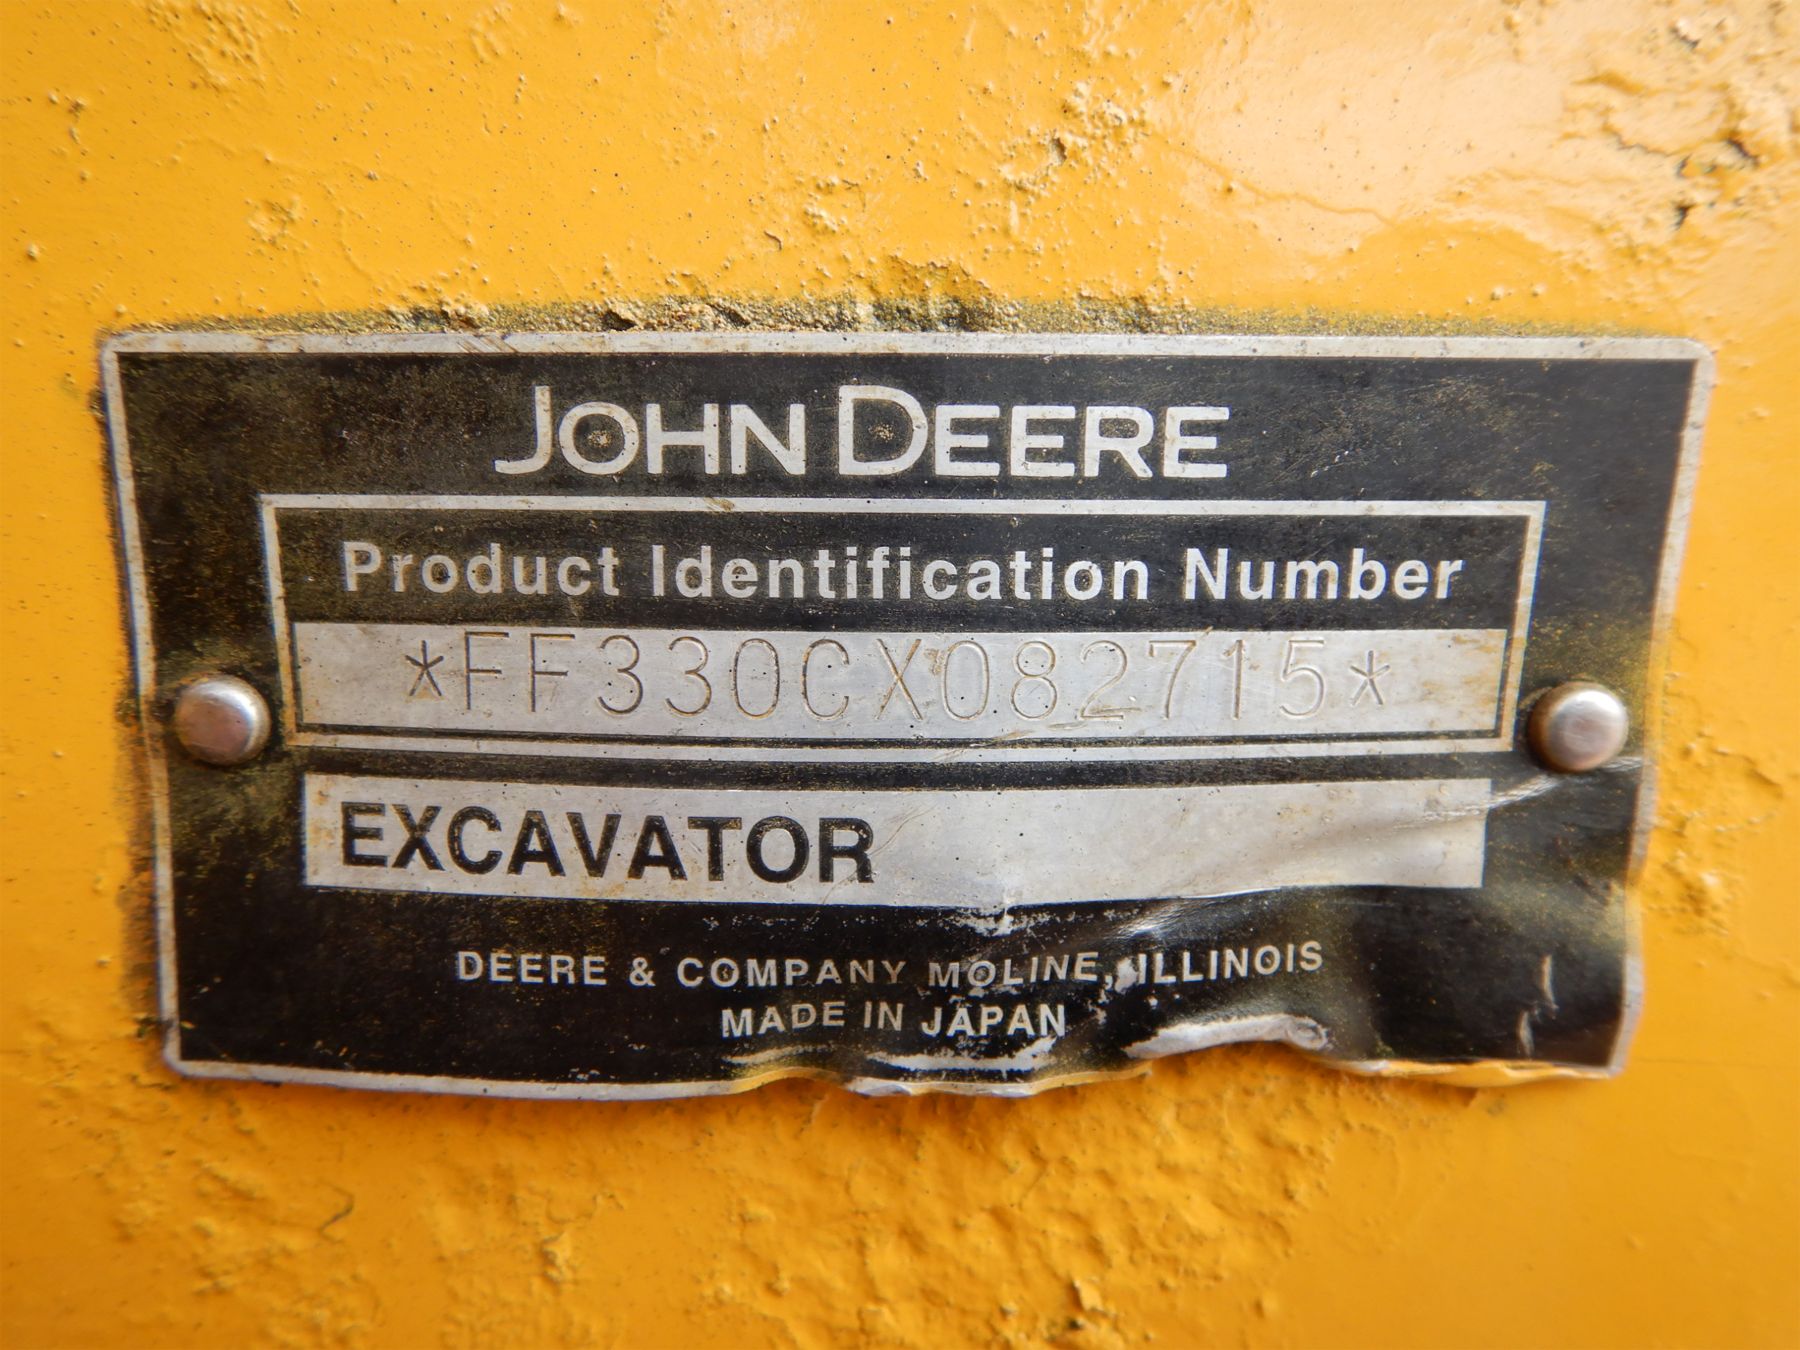 JOHN DEERE
Product Identification Number
*FF330CX082715*
EXCAVATOR
DEERE & COMPANY MOLINE, ILLINOIS
MADE IN JAPAN